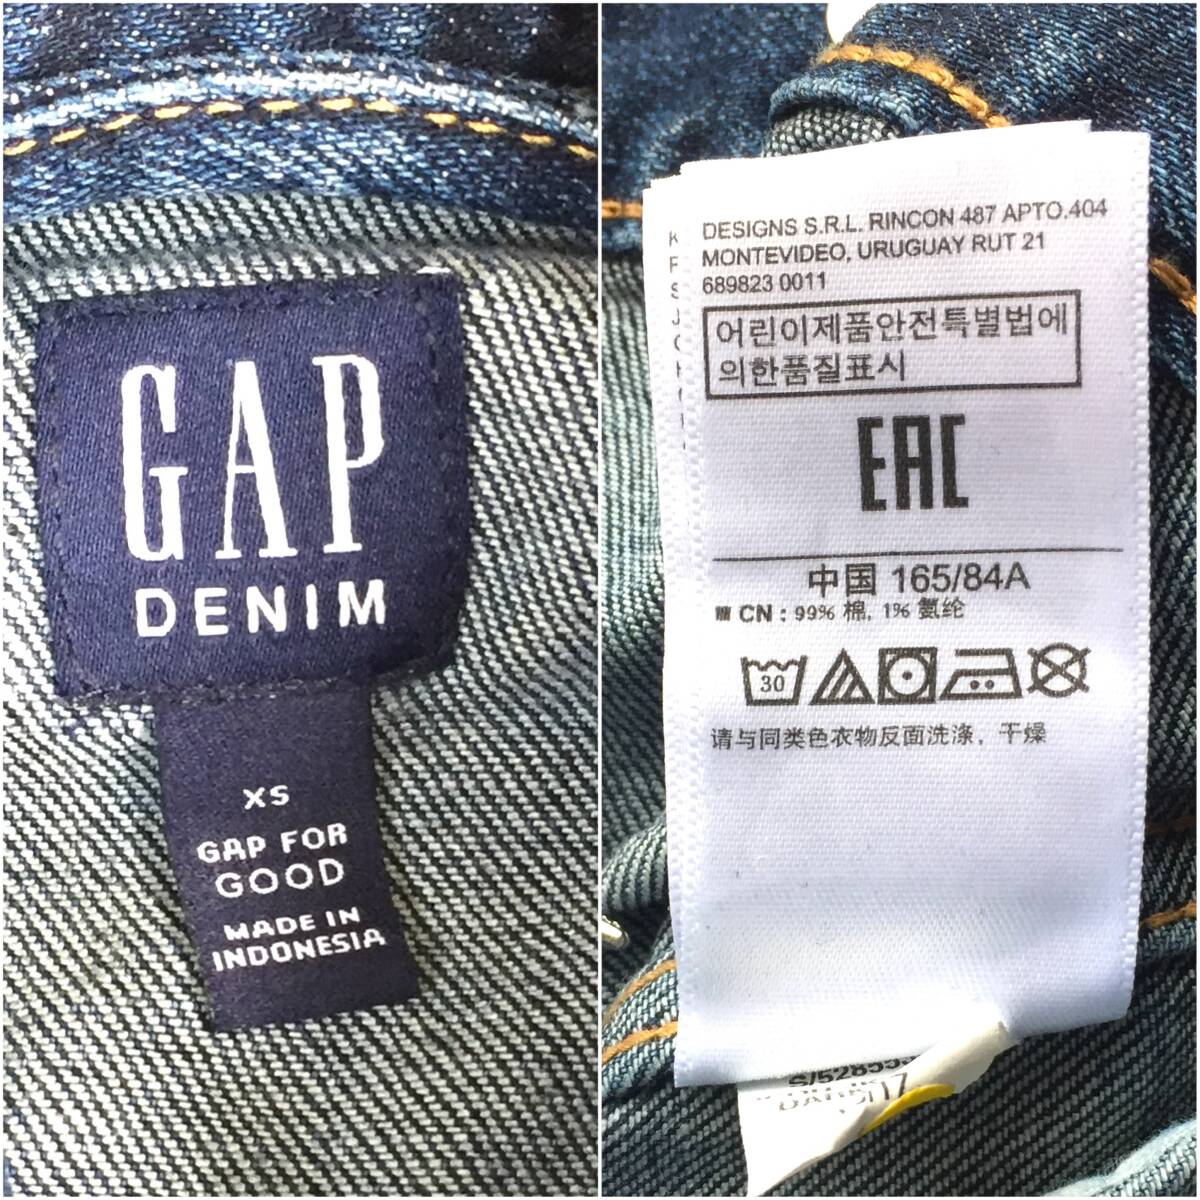 GAP
DENIM
XS
GAP FOR
GOOD
MADE IN
INDONESIA
DESIGNS S.R.L. RINCON 487 APTO.404
MONTEVIDEO, URUGUAY RUT 21
689823 0011
어린이제품안전특별법에
의한품질표시
EAC
中国 165/84A
CN : 99% 棉, 1% 氨纶
30
请与同类色衣物反面洗涤，干燥